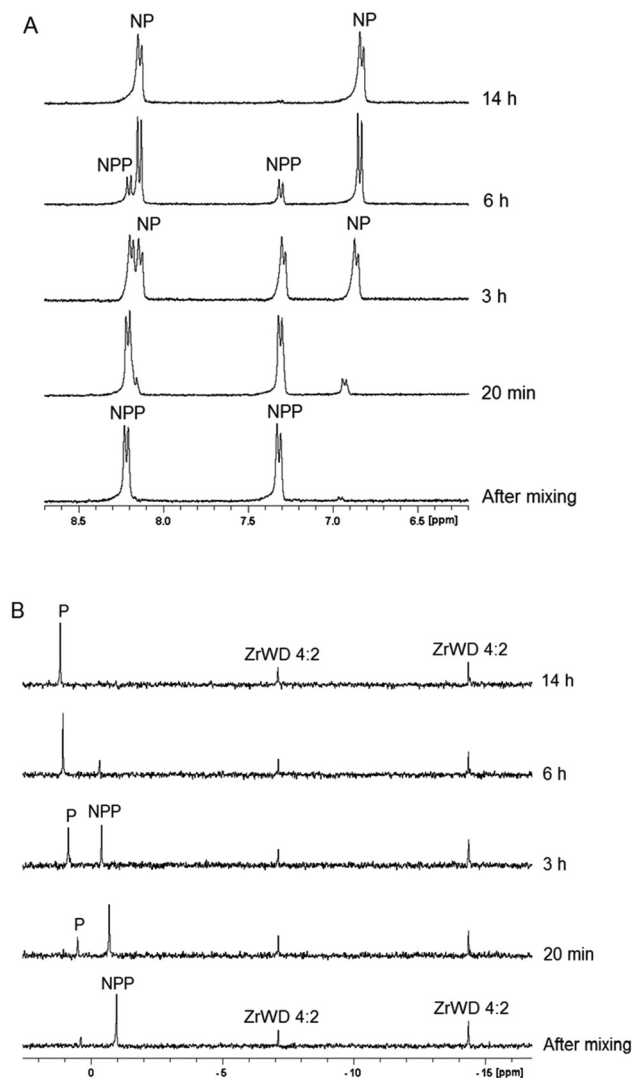 A
NP NP
14 h
NPP NPP
6 h
NP
3 h
20 min
NPP NPP
After mixing
8.5 8.0 7.5 7.0 6.5 [ppm]
B
P ZrWD 4:2 ZrWD 4:2
14 h
6 h
P NPP
3 h
P
20 min
NPP
ZrWD 4:2 ZrWD 4:2
After mixing
0 -5 -10 -15 [ppm]